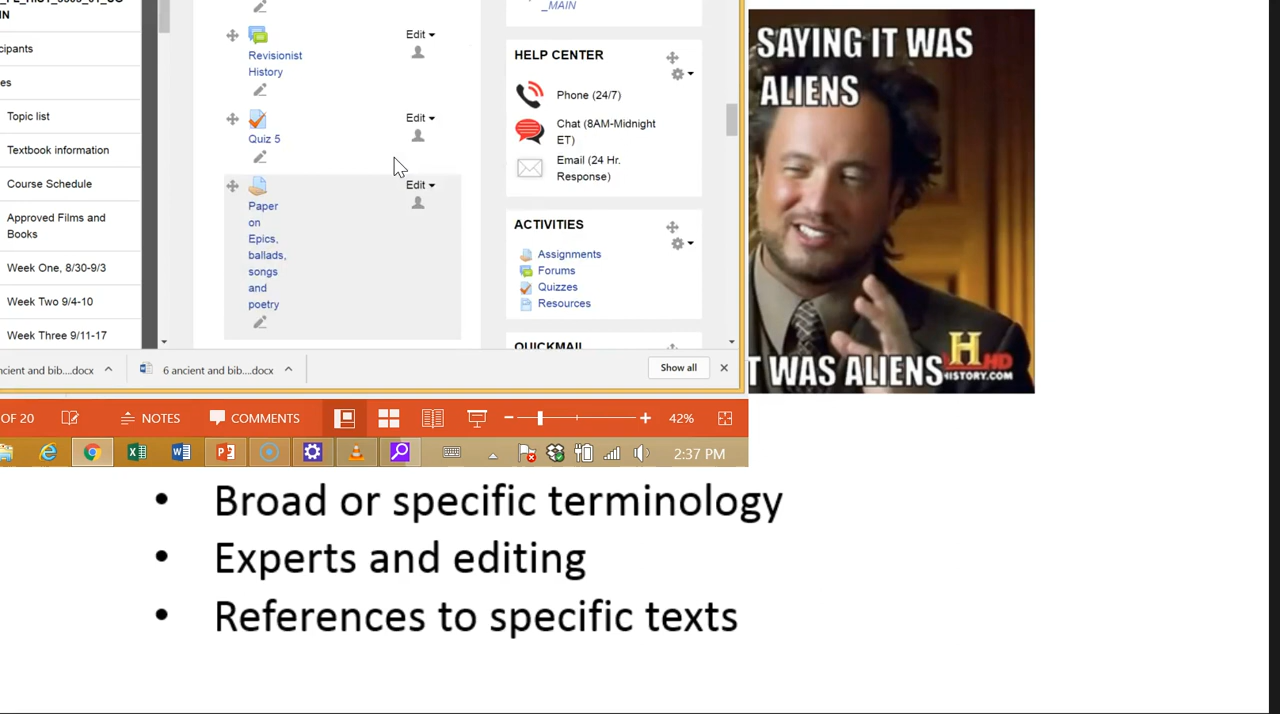 IN
cipants
es
Topic list
Textbook information
Course Schedule
Approved Films and
Books
Week One, 8/30-9/3
Week Two 9/4-10
Week Three 9/11-17
Revisionist
History
Edit
Quiz 5
Edit
Paper
on
Epics,
ballads,
songs
and
poetry
Edit
_MAIN
HELP CENTER
Phone (24/7)
Chat (8AM-Midnight
ET)
Email (24 Hr.
Response)
ACTIVITIES
Assignments
Forums
Quizzes
Resources
QUICKMAIL
ncient and bib....docx
6 ancient and bib....docx
Show all
OF 20
NOTES
COMMENTS
42%
2:37 PM
SAYING IT WAS
ALIENS
T WAS ALIENS
H HD
HISTORY.COM
• Broad or specific terminology
• Experts and editing
• References to specific texts